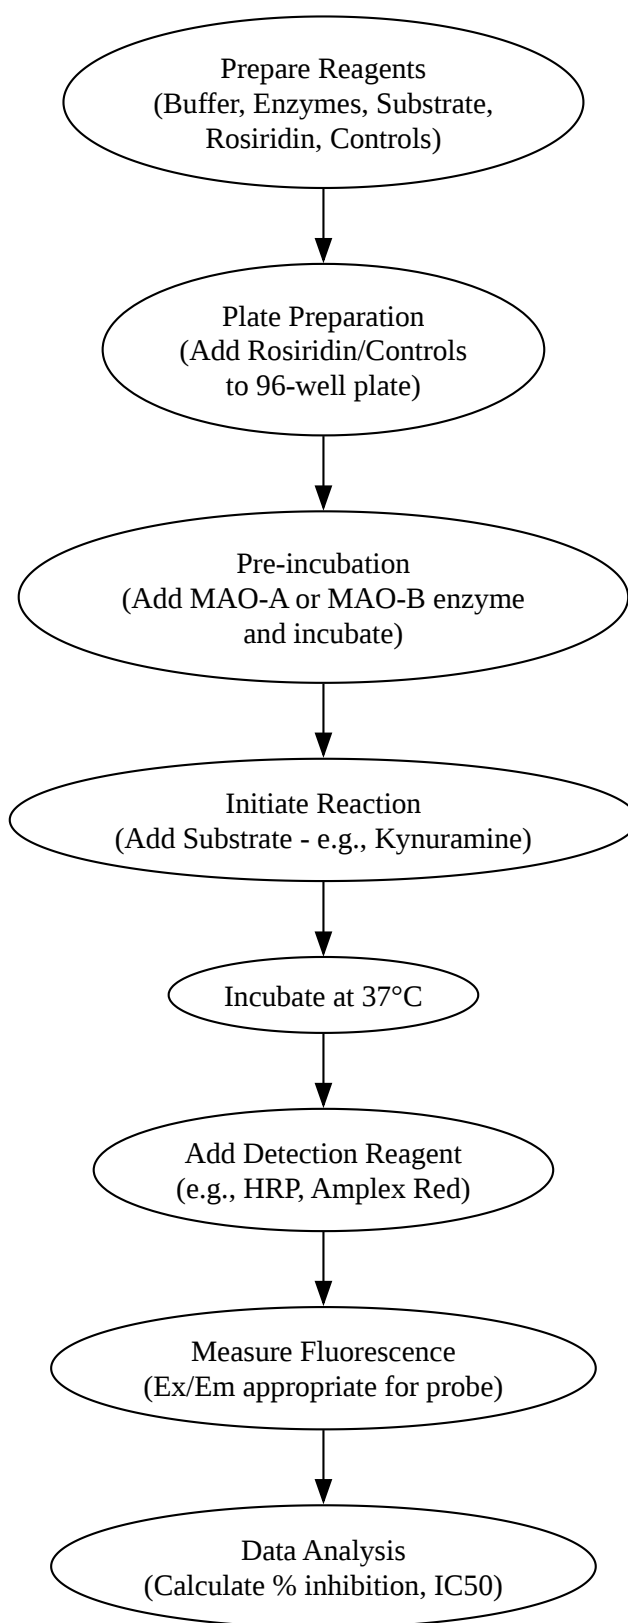 Prepare Reagents
(Buffer, Enzymes, Substrate,
Rosiridin, Controls)
Plate Preparation
(Add Rosiridin/Controls
to 96-well plate)
Pre-incubation
(Add MAO-A or MAO-B enzyme
and incubate)
Initiate Reaction
(Add Substrate - e.g., Kynuramine)
Incubate at 37°C
Add Detection Reagent
(e.g., HRP, Amplex Red)
Measure Fluorescence
(Ex/Em appropriate for probe)
Data Analysis
(Calculate % inhibition, IC50)